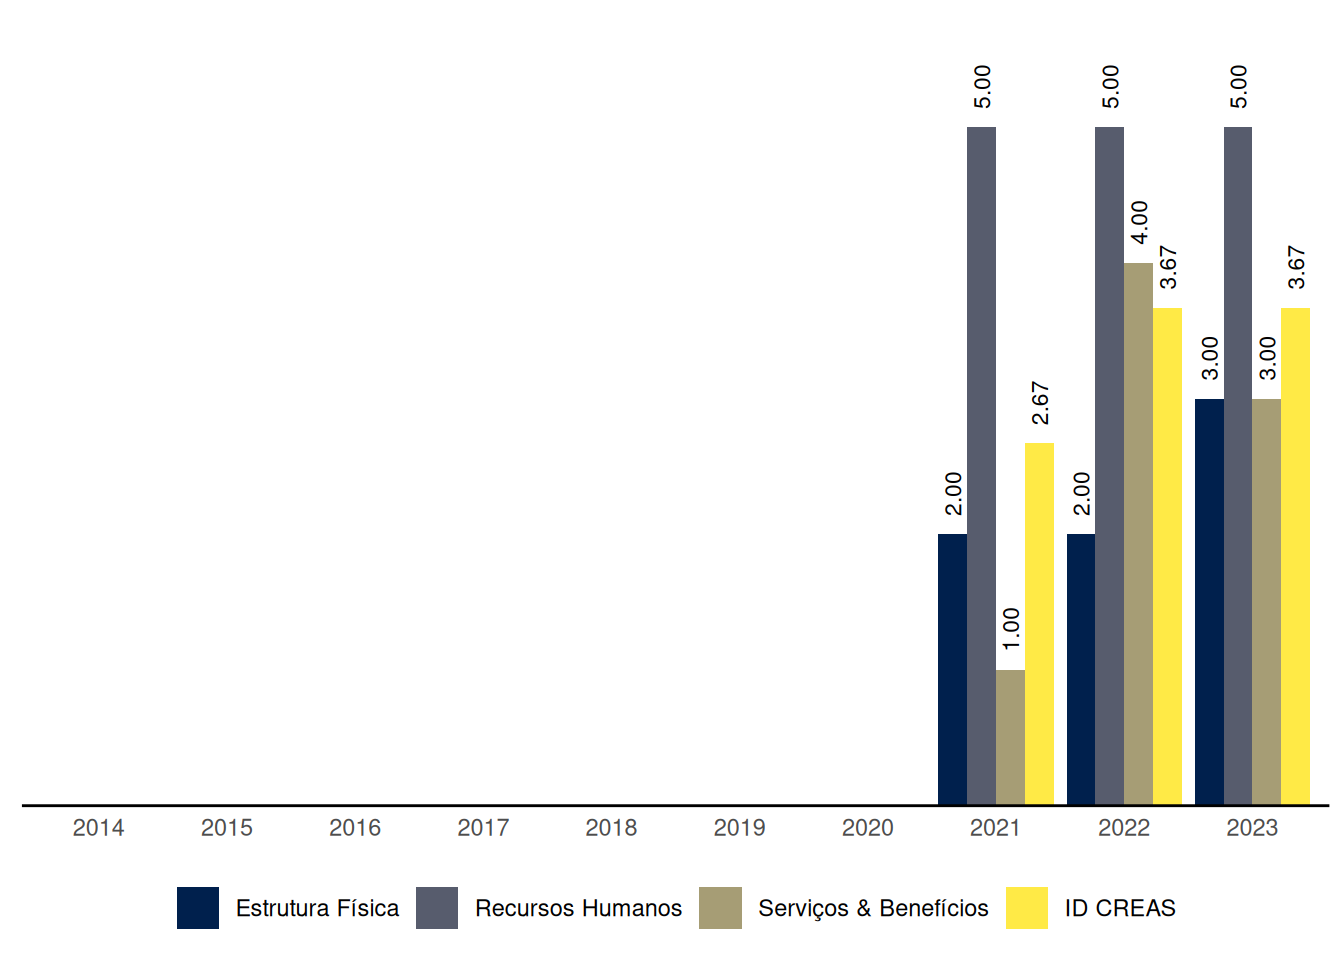 5.00 5.00 5.00
4.00
3.67 3.67
3.00 3.00
2.67
2.00 2.00
1.00
2014 2015 2016 2017 2018 2019 2020 2021 2022 2023
Estrutura Física Recursos Humanos Serviços & Benefícios ID CREAS